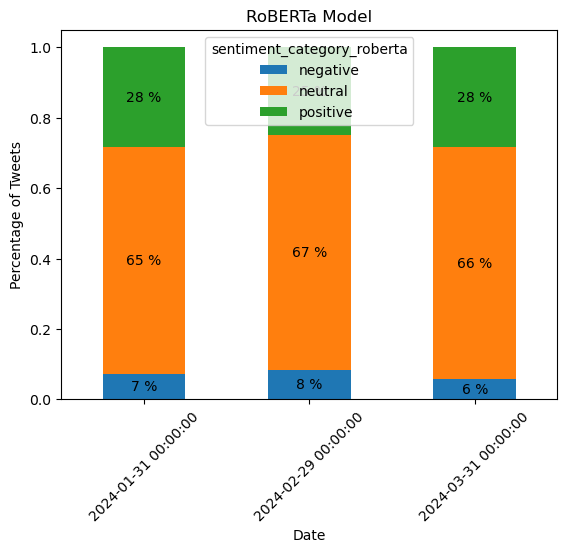 RoBERTa Model
sentiment_category_roberta
negative
neutral
positive
Percentage of Tweets
1.0
0.8
0.6
0.4
0.2
0.0
28 %
28 %
65 %
67 %
66 %
7 %
8 %
6 %
2024-01-31 00:00:00
2024-02-29 00:00:00
2024-03-31 00:00:00
Date